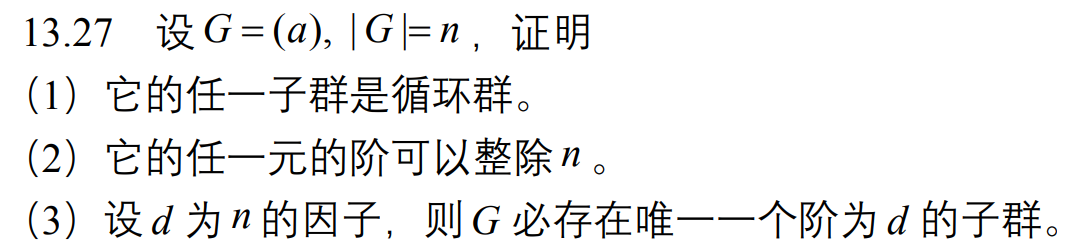 13.27 设 G = (a), | G |= n，证明
（1）它的任一子群是循环群。
（2）它的任一元的阶可以整除 n 。
（3）设 d 为 n 的因子，则 G 必存在唯一一个阶为 d 的子群。